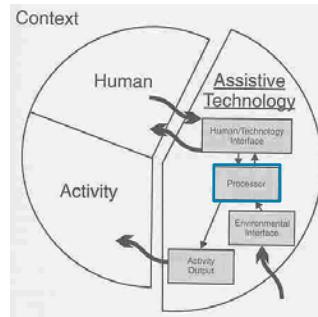 Context
Human
Assistive
Technology
Human/Technology
Interface
Processor
Activity
Environmental
Interface
Activity
Output